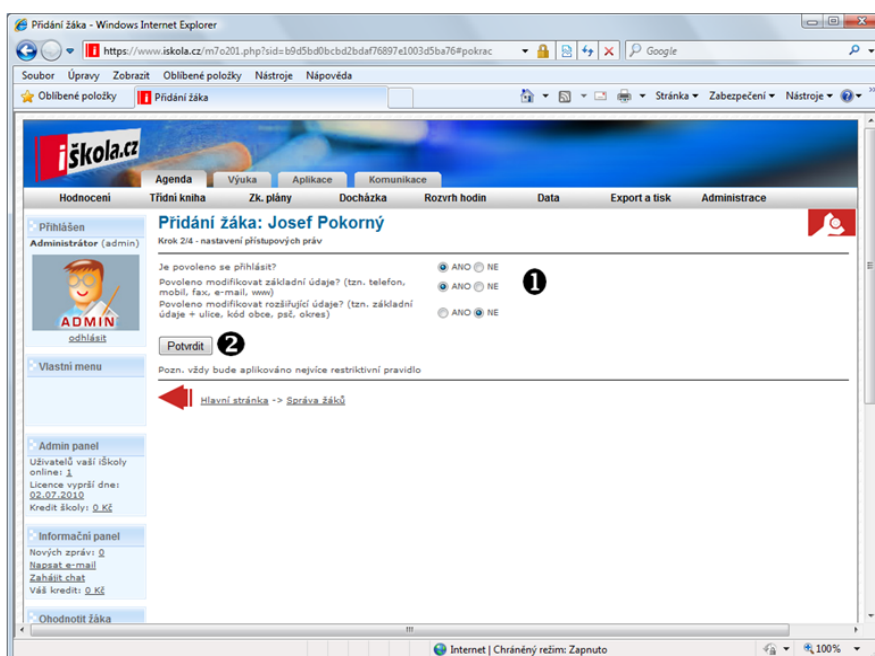 Přidání žáka - Windows Internet Explorer
https://www.iskola.cz/m7o201.php?sid=b9d5bd0bcbd2bdaf76897e1003d5ba76#pokrac
Google
Soubor Úpravy Zobrazit Oblíbené položky Nástroje Nápověda
Oblíbené položky Přidání žáka Stránka Zabezpečení Nástroje
iškola.cz
Agenda Výuka Aplikace Komunikace
Hodnocení Třídní kniha Zk. plány Docházka Rozvrh hodin Data Export a tisk Administrace
Přihlášen
Administrátor (admin)
ADMIN
odhlásit
Vlastní menu
Admin panel
Uživatelů vaší iŠkoly
online: 1
Licence vyprší dne:
02.07.2010
Kredit školy: 0 Kč
Informační panel
Nových zpráv: 0
Napsat e-mail
Zahájit chat
Váš kredit: 0 Kč
Ohodnotit žáka
Přidání žáka: Josef Pokorný
Krok 2/4 - nastavení přístupových práv
Je povoleno se přihlásit? ANO NE
Povoleno modifikovat základní údaje? (tzn. telefon,
mobil, fax, e-mail, www) ANO NE
Povoleno modifikovat rozšiřující údaje? (tzn. základní
údaje + ulice, kód obce, psč, okres) ANO NE
1
Potvrdit 2
Pozn. vždy bude aplikováno nejvíce restriktivní pravidlo
Hlavní stránka -> Správa žáků
Internet | Chráněný režim: Zapnuto 100%